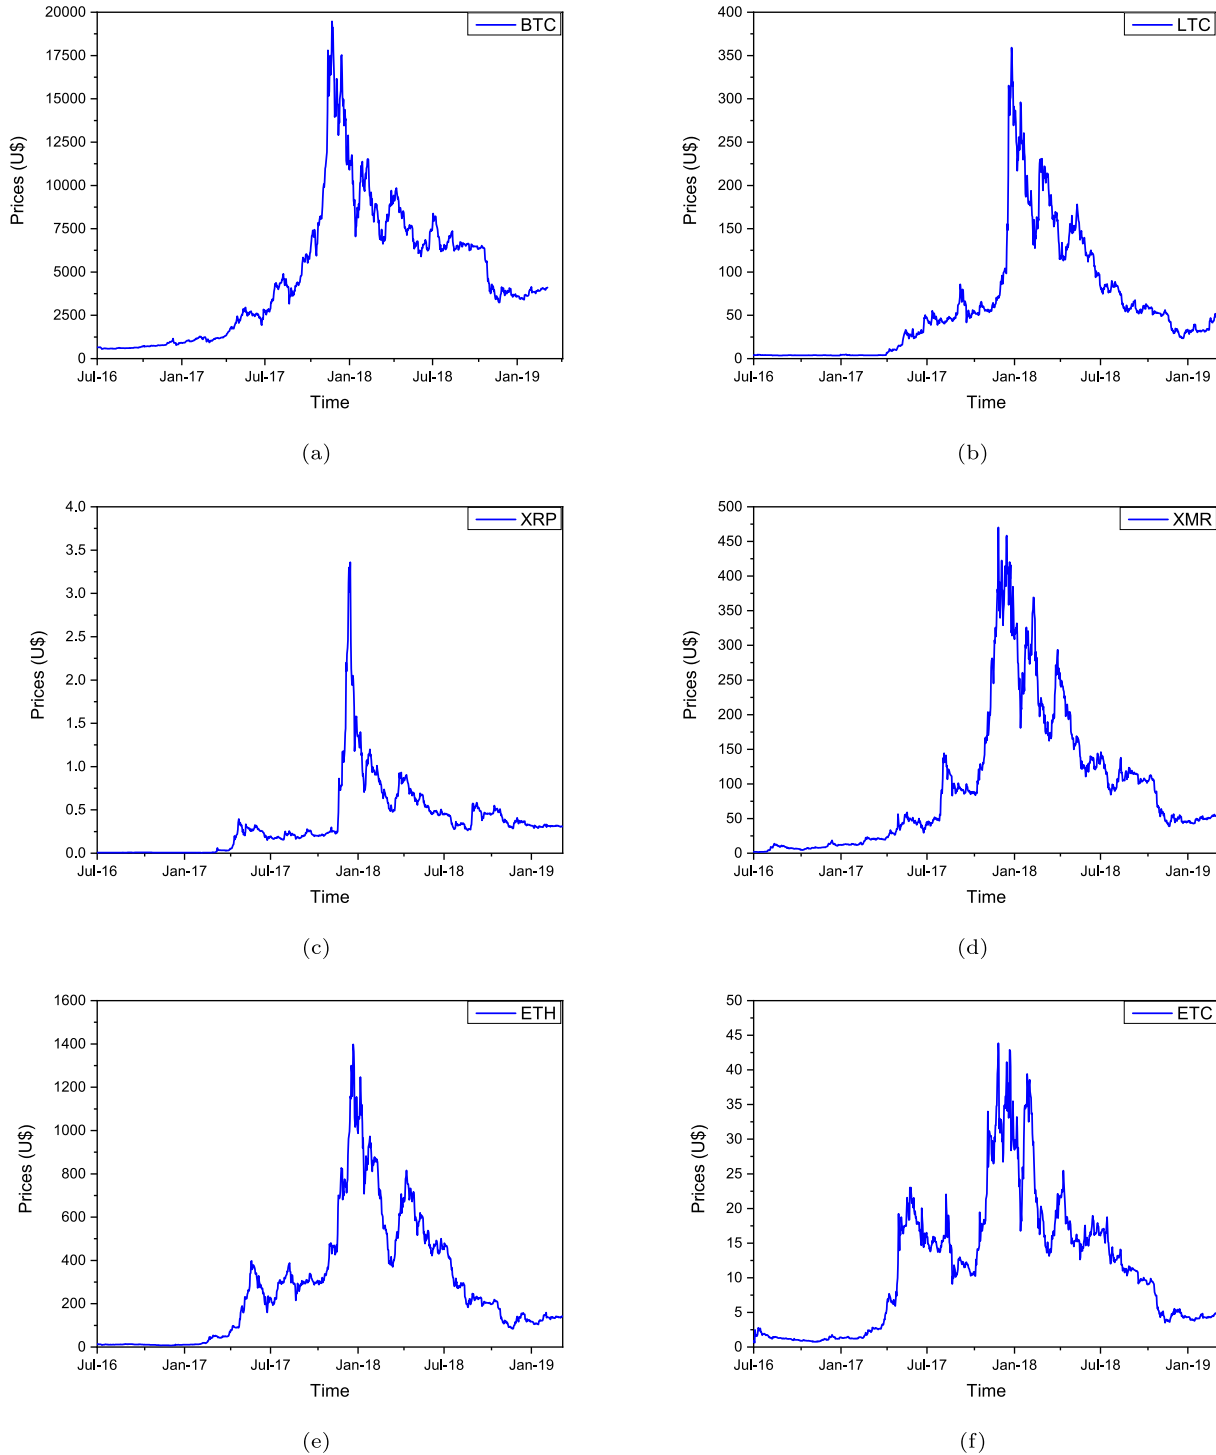 BTC
20000
17500
15000
12500
10000
7500
5000
2500
0
Prices (U$)
Jul-16 Jan-17 Jul-17 Jan-18 Jul-18 Jan-19
Time
(a)
LTC
400
350
300
250
200
150
100
50
0
Prices (U$)
Jul-16 Jan-17 Jul-17 Jan-18 Jul-18 Jan-19
Time
(b)
XRP
4.0
3.5
3.0
2.5
2.0
1.5
1.0
0.5
0.0
Prices (U$)
Jul-16 Jan-17 Jul-17 Jan-18 Jul-18 Jan-19
Time
(c)
XMR
500
450
400
350
300
250
200
150
100
50
0
Prices (U$)
Jul-16 Jan-17 Jul-17 Jan-18 Jul-18 Jan-19
Time
(d)
ETH
1600
1400
1200
1000
800
600
400
200
0
Prices (U$)
Jul-16 Jan-17 Jul-17 Jan-18 Jul-18 Jan-19
Time
(e)
ETC
50
45
40
35
30
25
20
15
10
5
0
Prices (U$)
Jul-16 Jan-17 Jul-17 Jan-18 Jul-18 Jan-19
Time
(f)